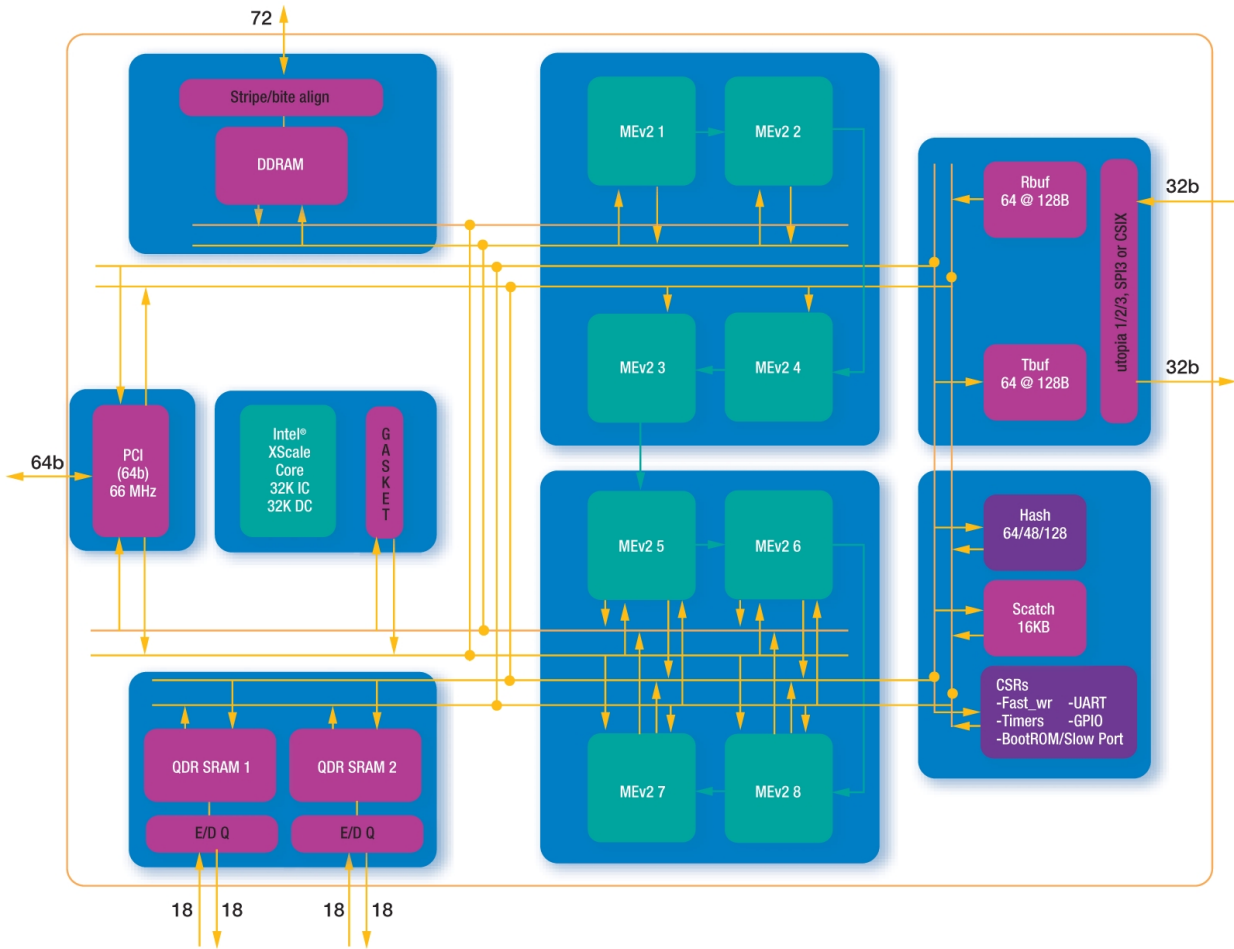 72
Stripe/bite align
DDRAM
MEv2 1
MEv2 2
MEv2 3
MEv2 4
Rbuf
64 @ 128B
Tbuf
64 @ 128B
utopia 1/2/3, SPI3 or CSIX
32b
32b
64b
PCI
(64b)
66 MHz
Intel®
XScale
Core
32K IC
32K DC
GASKET
MEv2 5
MEv2 6
MEv2 7
MEv2 8
Hash
64/48/128
Scatch
16KB
CSRs
-Fast_wr -UART
-Timers -GPIO
-BootROM/Slow Port
QDR SRAM 1
QDR SRAM 2
E/D Q
E/D Q
18 18
18 18